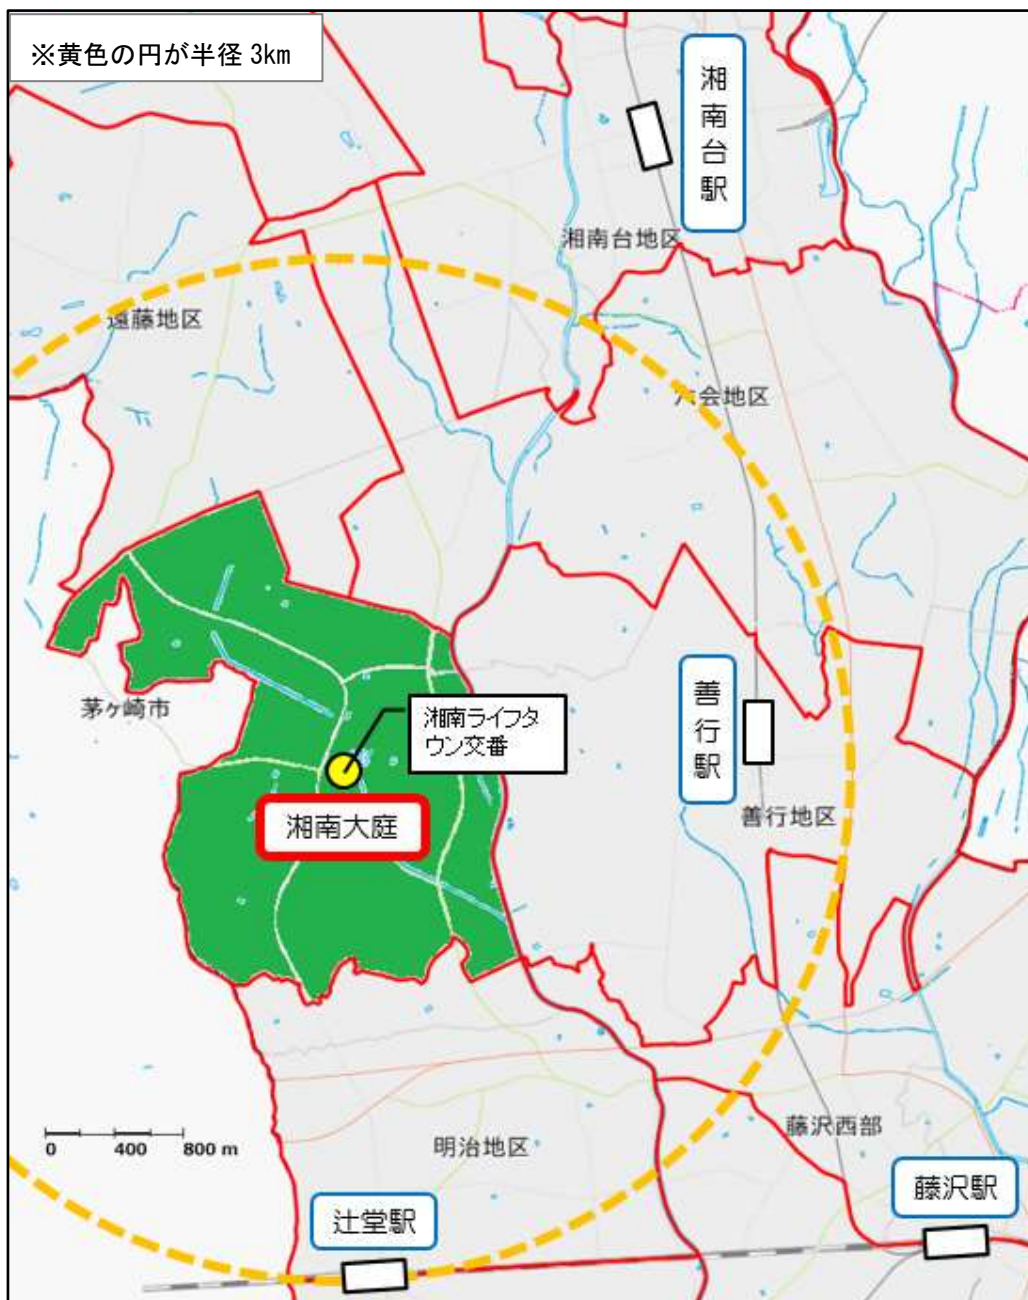 ※黄色の円が半径 3km
湘南台駅
湘南台地区
遠藤地区
六会地区
茅ヶ崎市
湘南ライフタ
ウン交番
善行駅
湘南大庭
善行地区
0 400 800 m
明治地区
藤沢西部
藤沢駅
辻堂駅